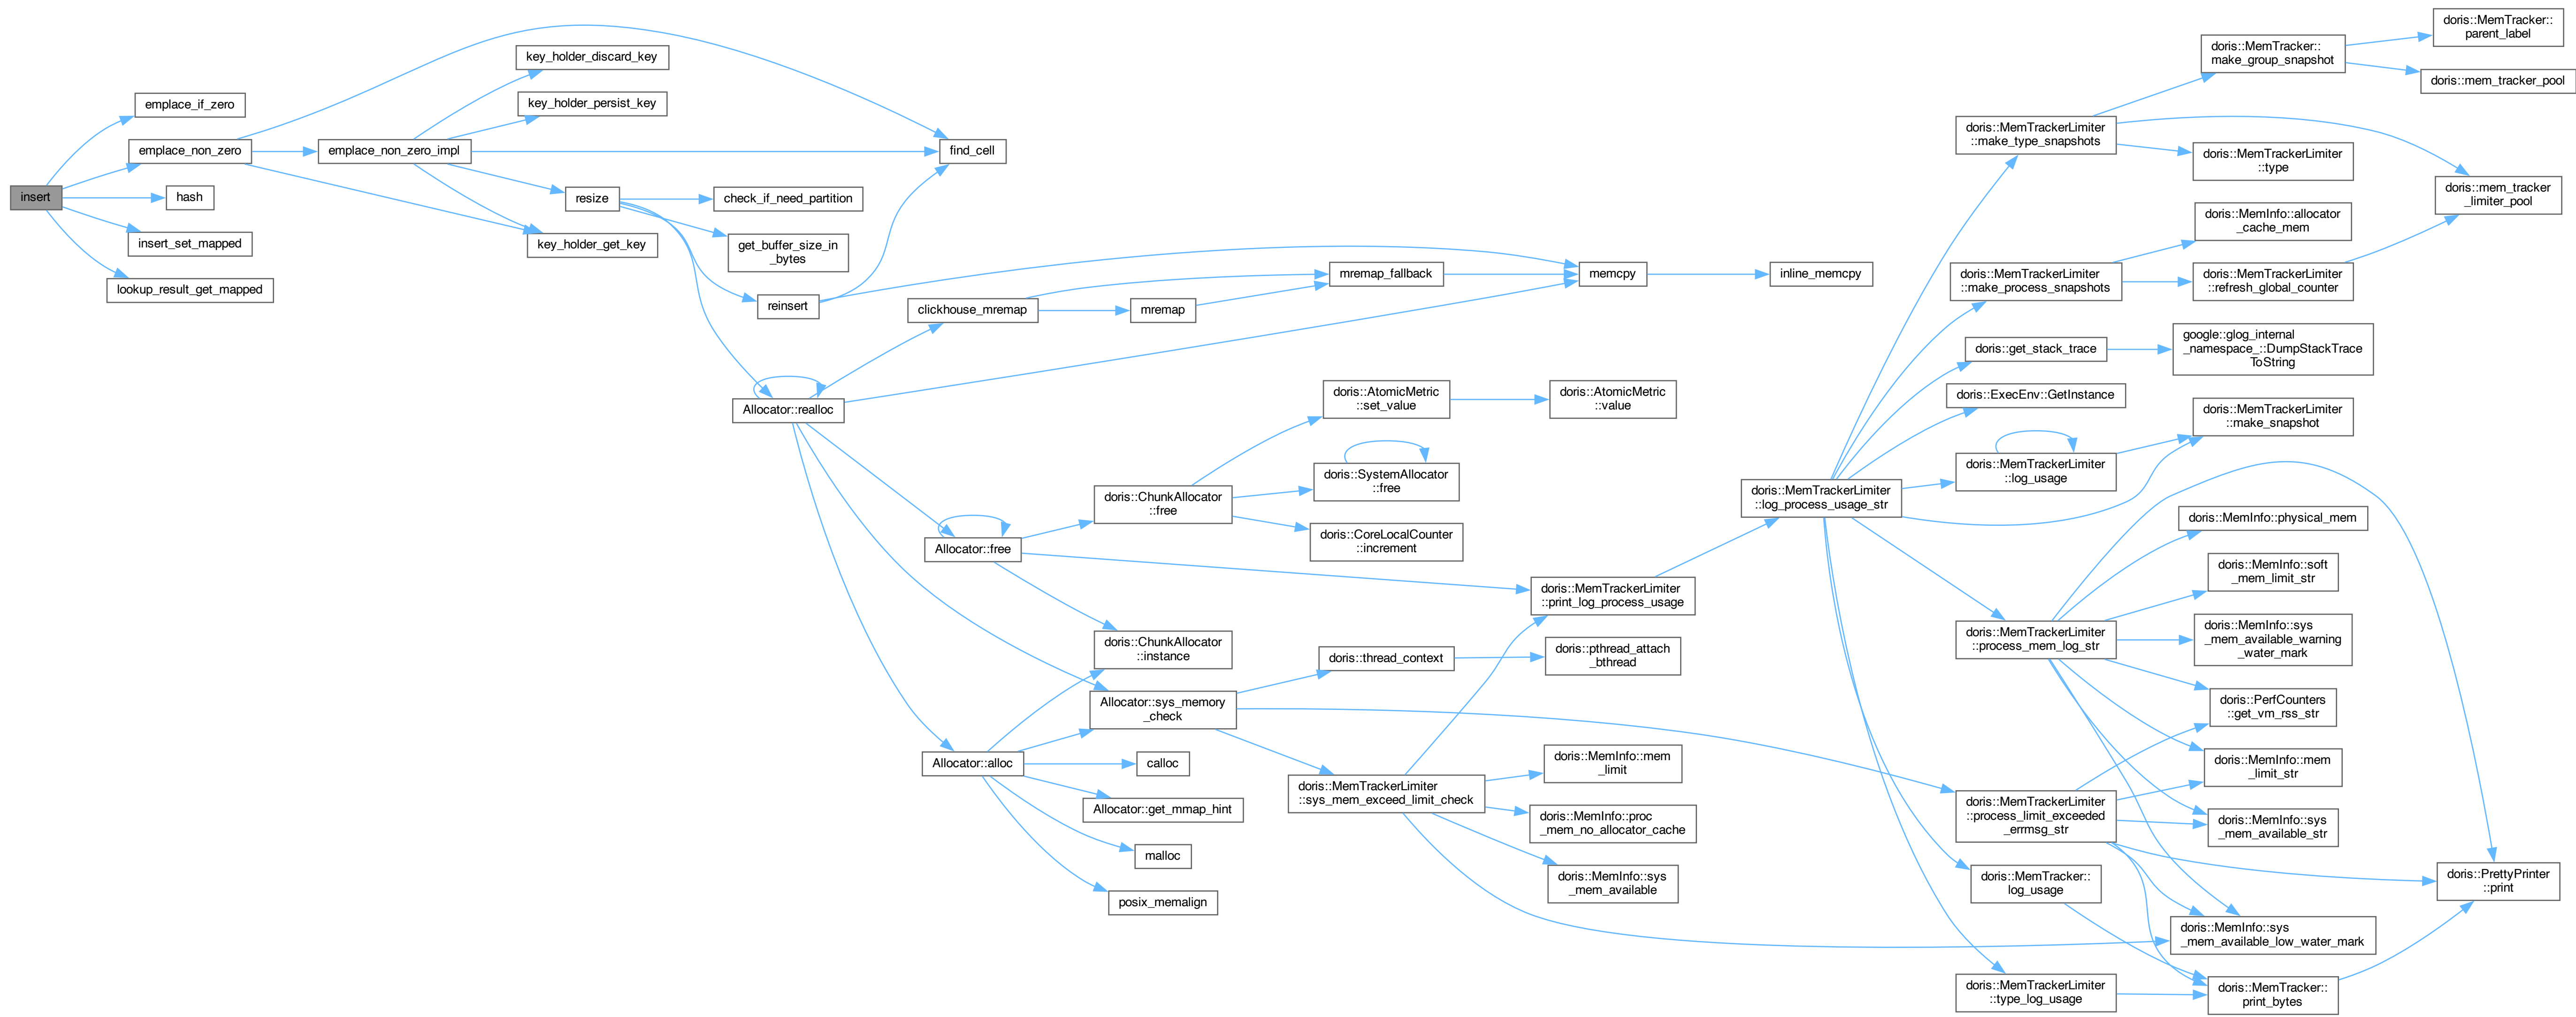 insert
emplace_if_zero
emplace_non_zero
hash
insert_set_mapped
lookup_result_get_mapped
emplace_non_zero_impl
key_holder_discard_key
key_holder_persist_key
resize
key_holder_get_key
find_cell
check_if_need_partition
get_buffer_size_in
_bytes
reinsert
Allocator::realloc
clickhouse_mremap
mremap
mremap_fallback
memcpy
inline_memcpy
Allocator::free
Allocator::alloc
doris::ChunkAllocator
::free
doris::ChunkAllocator
::instance
Allocator::sys_memory
_check
calloc
Allocator::get_mmap_hint
malloc
posix_memalign
doris::AtomicMetric
::set_value
doris::SystemAllocator
::free
doris::CoreLocalCounter
::increment
doris::AtomicMetric
::value
doris::thread_context
doris::MemTrackerLimiter
::sys_mem_exceed_limit_check
doris::MemTrackerLimiter
::print_log_process_usage
doris::pthread_attach
_bthread
doris::MemInfo::mem
_limit
doris::MemInfo::proc
_mem_no_allocator_cache
doris::MemInfo::sys
_mem_available
doris::MemTrackerLimiter
::log_process_usage_str
doris::MemTrackerLimiter
::make_type_snapshots
doris::MemTrackerLimiter
::make_process_snapshots
doris::get_stack_trace
doris::ExecEnv::GetInstance
doris::MemTrackerLimiter
::log_usage
doris::MemTrackerLimiter
::process_mem_log_str
doris::MemTrackerLimiter
::process_limit_exceeded
_errmsg_str
doris::MemTracker::
log_usage
doris::MemTrackerLimiter
::type_log_usage
doris::MemTracker::
make_group_snapshot
doris::MemTrackerLimiter
::type
doris::MemInfo::allocator
_cache_mem
doris::MemTrackerLimiter
::refresh_global_counter
google::glog_internal
_namespace_::DumpStackTrace
ToString
doris::MemTrackerLimiter
::make_snapshot
doris::MemInfo::physical_mem
doris::MemInfo::soft
_mem_limit_str
doris::MemInfo::sys
_mem_available_warning
_water_mark
doris::PerfCounters
::get_vm_rss_str
doris::MemInfo::mem
_limit_str
doris::MemInfo::sys
_mem_available_str
doris::MemInfo::sys
_mem_available_low_water_mark
doris::MemTracker::
print_bytes
doris::MemTracker::
parent_label
doris::mem_tracker_pool
doris::mem_tracker
_limiter_pool
doris::PrettyPrinter
::print